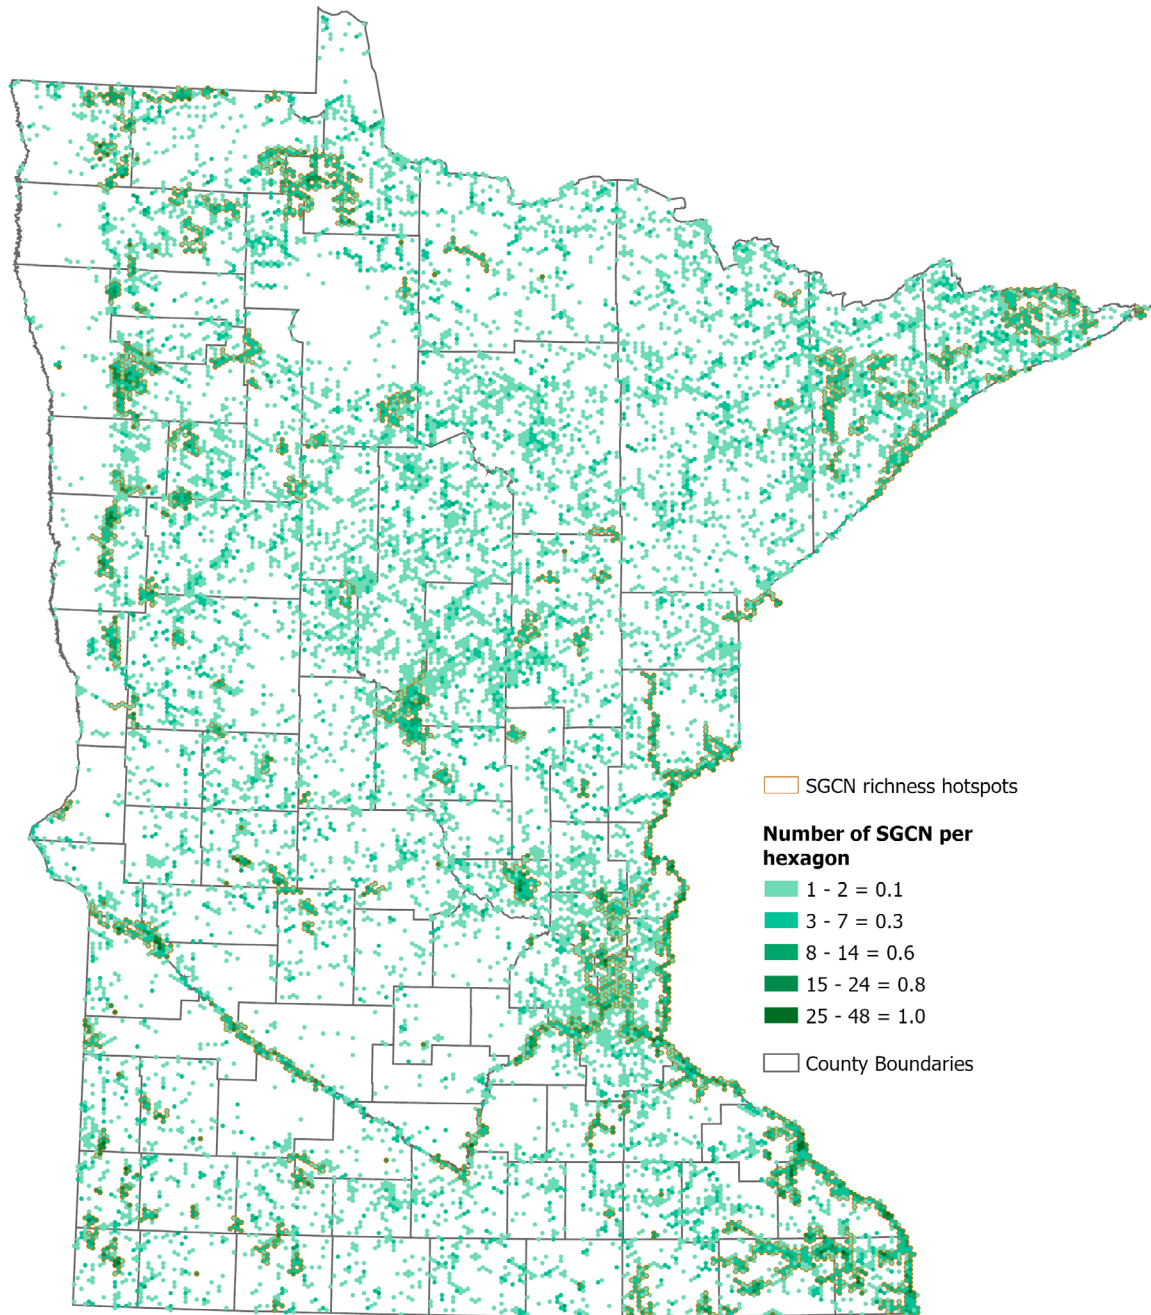 SGCN richness hotspots
Number of SGCN per
hexagon
1 - 2 = 0.1
3 - 7 = 0.3
8 - 14 = 0.6
15 - 24 = 0.8
25 - 48 = 1.0
County Boundaries